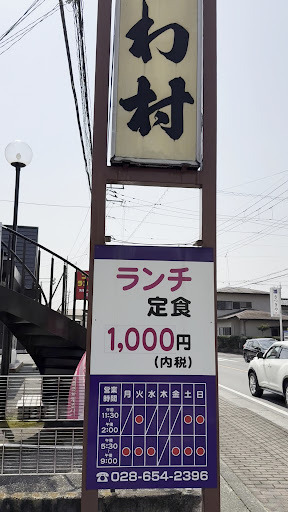 わ村
ランチ
定食
1,000円
(内税)
営業時間 月 火 水 木 金 土 日
午前 11:30
午後 2:00
午後 5:30
午後 9:00
☎028-654-2396